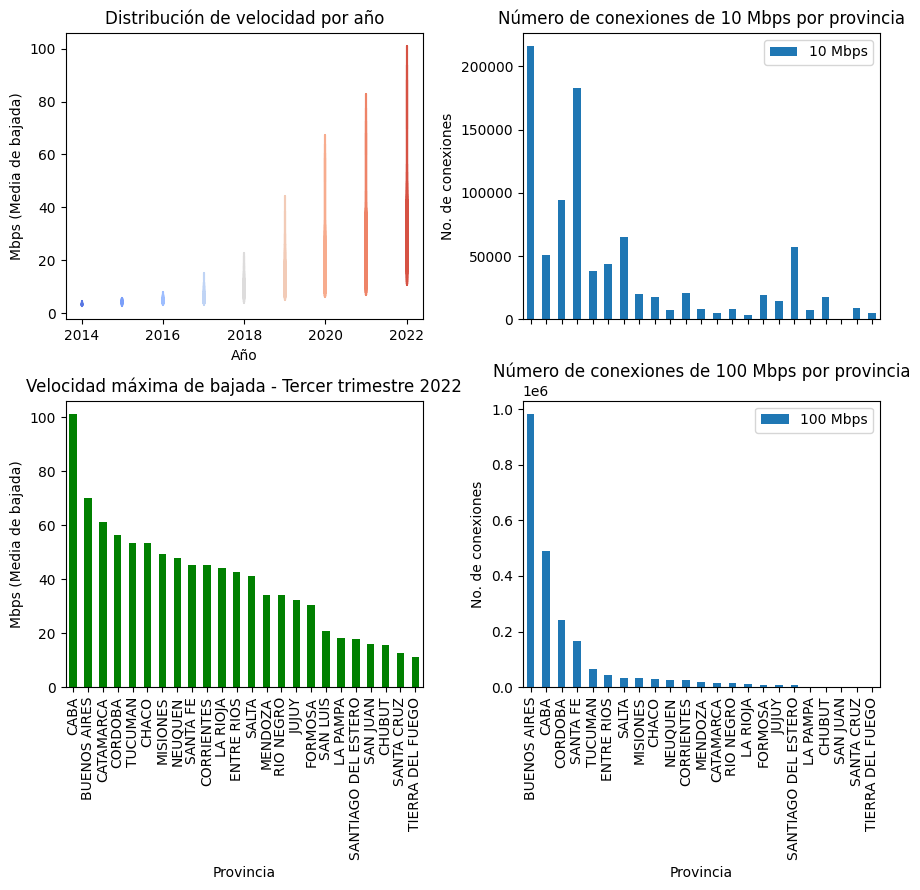 Distribución de velocidad por año
Mbps (Media de bajada)
100
80
60
40
20
0
2014 2016 2018 2020 2022
Año
Número de conexiones de 10 Mbps por provincia
10 Mbps
No. de conexiones
200000
150000
100000
50000
0
Velocidad máxima de bajada - Tercer trimestre 2022
Mbps (Media de bajada)
100
80
60
40
20
0
CABA
BUENOS AIRES
CATAMARCA
CORDOBA
TUCUMAN
CHACO
MISIONES
NEUQUEN
SANTA FE
CORRIENTES
LA RIOJA
ENTRE RIOS
SALTA
MENDOZA
RIO NEGRO
JUJUY
FORMOSA
SAN LUIS
LA PAMPA
SANTIAGO DEL ESTERO
SAN JUAN
CHUBUT
SANTA CRUZ
TIERRA DEL FUEGO
Provincia
Número de conexiones de 100 Mbps por provincia
1e6
100 Mbps
No. de conexiones
1.0
0.8
0.6
0.4
0.2
0.0
BUENOS AIRES
CABA
CORDOBA
SANTA FE
TUCUMAN
ENTRE RIOS
SALTA
MISIONES
CHACO
NEUQUEN
CORRIENTES
MENDOZA
CATAMARCA
RIO NEGRO
LA RIOJA
FORMOSA
JUJUY
SANTIAGO DEL ESTERO
LA PAMPA
CHUBUT
SAN JUAN
SANTA CRUZ
TIERRA DEL FUEGO
Provincia